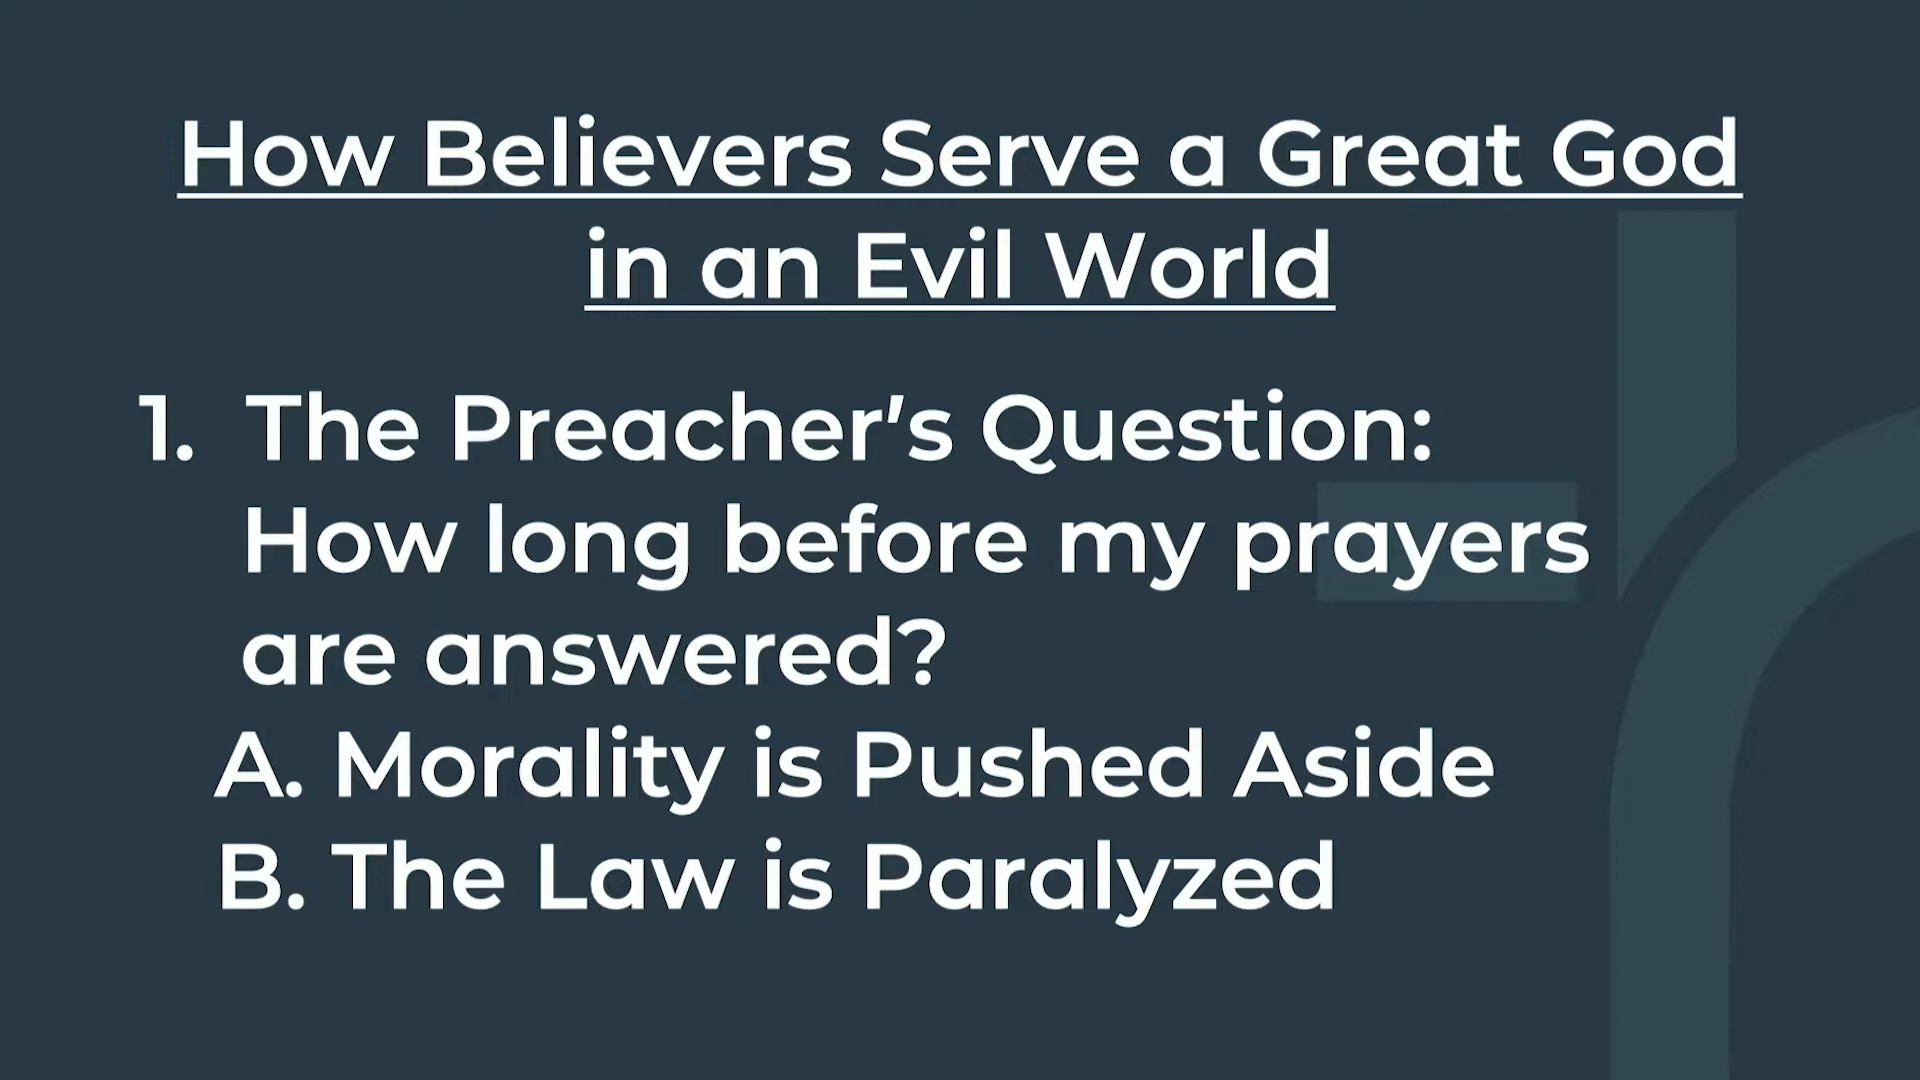 How Believers Serve a Great God
in an Evil World
1. The Preacher's Question:
How long before my prayers
are answered?
A. Morality is Pushed Aside
B. The Law is Paralyzed